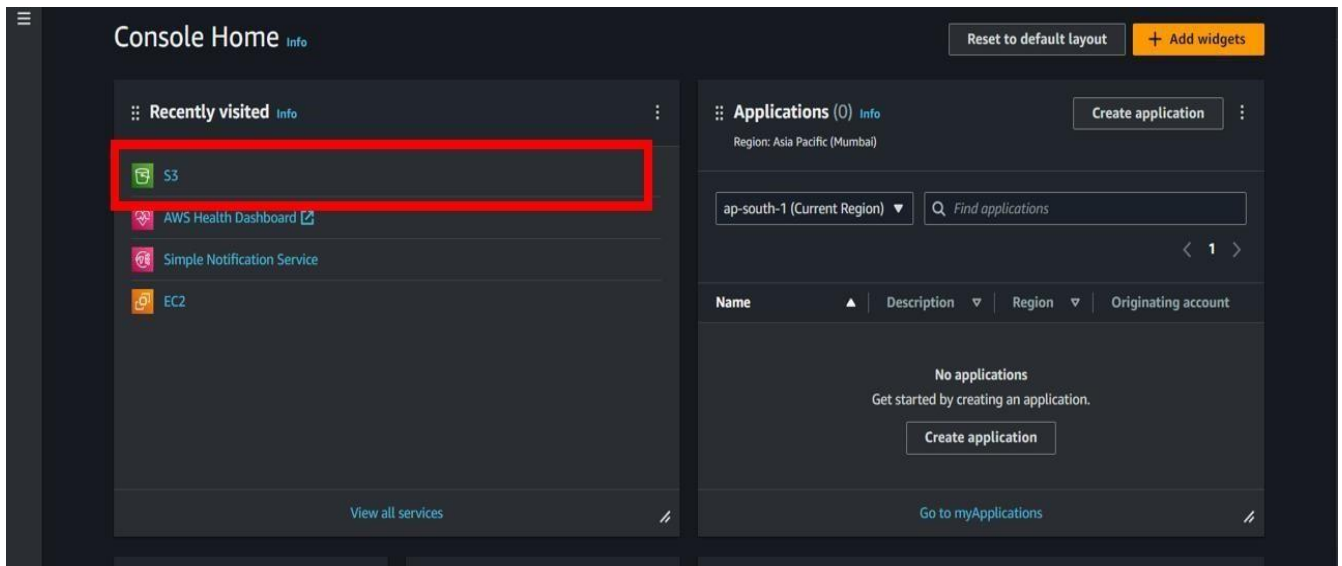 Console Home Info
Reset to default layout
+ Add widgets
Recently visited Info
S3
AWS Health Dashboard
Simple Notification Service
EC2
View all services
Applications (0) Info
Region: Asia Pacific (Mumbai)
Create application
ap-south-1 (Current Region)
Find applications
1
Name Description Region Originating account
No applications
Get started by creating an application.
Create application
Go to myApplications